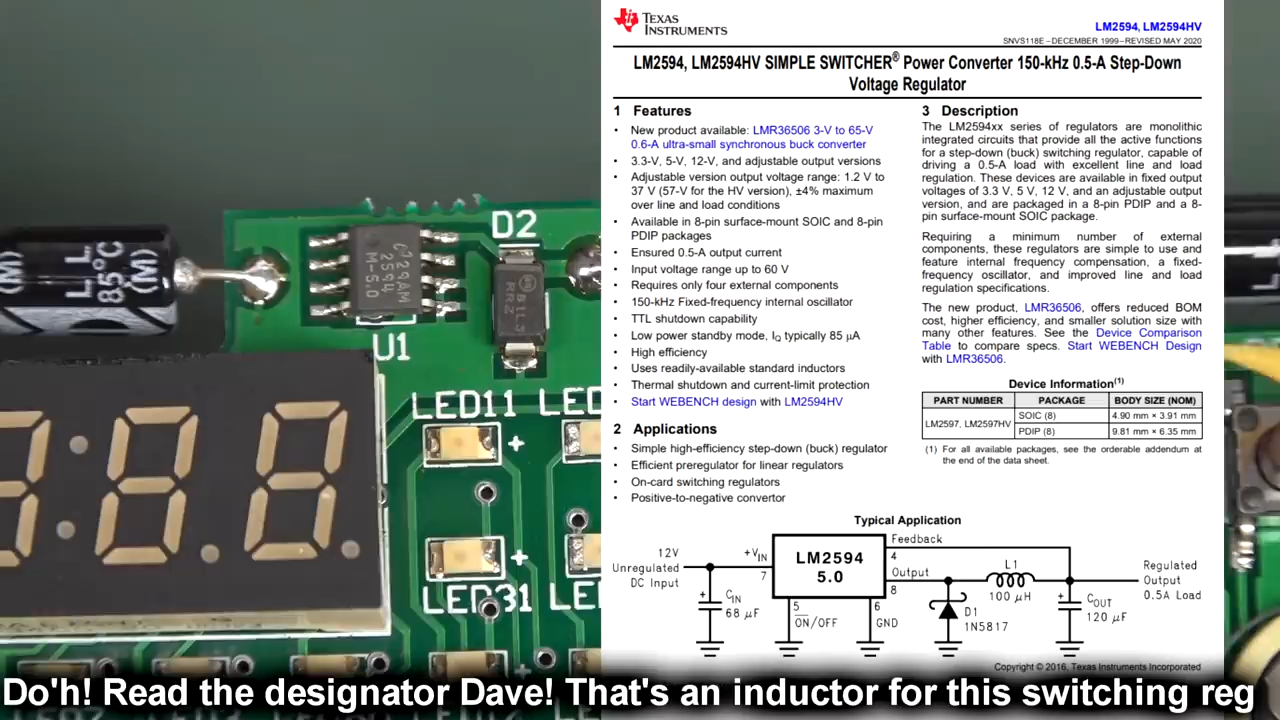 TEXAS
INSTRUMENTS
LM2594, LM2594HV
SNVS118E – DECEMBER 1999 – REVISED MAY 2020
LM2594, LM2594HV SIMPLE SWITCHER® Power Converter 150-kHz 0.5-A Step-Down
Voltage Regulator
1 Features
• New product available: LMR36506 3-V to 65-V
0.6-A ultra-small synchronous buck converter
• 3.3-V, 5-V, 12-V, and adjustable output versions
• Adjustable version output voltage range: 1.2 V to
37 V (57-V for the HV version), ±4% maximum
over line and load conditions
• Available in 8-pin surface-mount SOIC and 8-pin
PDIP packages
• Ensured 0.5-A output current
• Input voltage range up to 60 V
• Requires only four external components
• 150-kHz Fixed-frequency internal oscillator
• TTL shutdown capability
• Low power standby mode, IQ typically 85 μA
• High efficiency
• Uses readily-available standard inductors
• Thermal shutdown and current-limit protection
• Start WEBENCH design with LM2594HV
2 Applications
• Simple high-efficiency step-down (buck) regulator
• Efficient preregulator for linear regulators
• On-card switching regulators
• Positive-to-negative convertor
3 Description
The LM2594xx series of regulators are monolithic
integrated circuits that provide all the active functions
for a step-down (buck) switching regulator, capable of
driving a 0.5-A load with excellent line and load
regulation. These devices are available in fixed output
voltages of 3.3 V, 5 V, 12 V, and an adjustable output
version, and are packaged in a 8-pin PDIP and a 8-
pin surface-mount SOIC package.
Requiring a minimum number of external
components, these regulators are simple to use and
feature internal frequency compensation, a fixed-
frequency oscillator, and improved line and load
regulation specifications.
The new product, LMR36506, offers reduced BOM
cost, higher efficiency, and smaller solution size with
many other features. See the Device Comparison
Table to compare specs. Start WEBENCH Design
with LMR36506.
Device Information(1)
PART NUMBER PACKAGE BODY SIZE (NOM)
LM2597, LM2597HV SOIC (8) 4.90 mm × 3.91 mm
PDIP (8) 9.81 mm × 6.35 mm
(1) For all available packages, see the orderable addendum at
the end of the data sheet.
Typical Application
12V
Unregulated
DC Input
+VIN
7
CIN
68 μF
+
LM2594
5.0
5
ON/OFF
6
GND
Feedback
4
Output
8
D1
1N5817
L1
100 μH
+
COUT
120 μF
Regulated
Output
0.5A Load
Copyright © 2016, Texas Instruments Incorporated
(M)
L L
85°C
(M)
29AM
2594
M-5.0
U1
D2
RRZ
LED11
LE
+
LED31
LE
+
Do'h! Read the designator Dave! That's an inductor for this switching reg